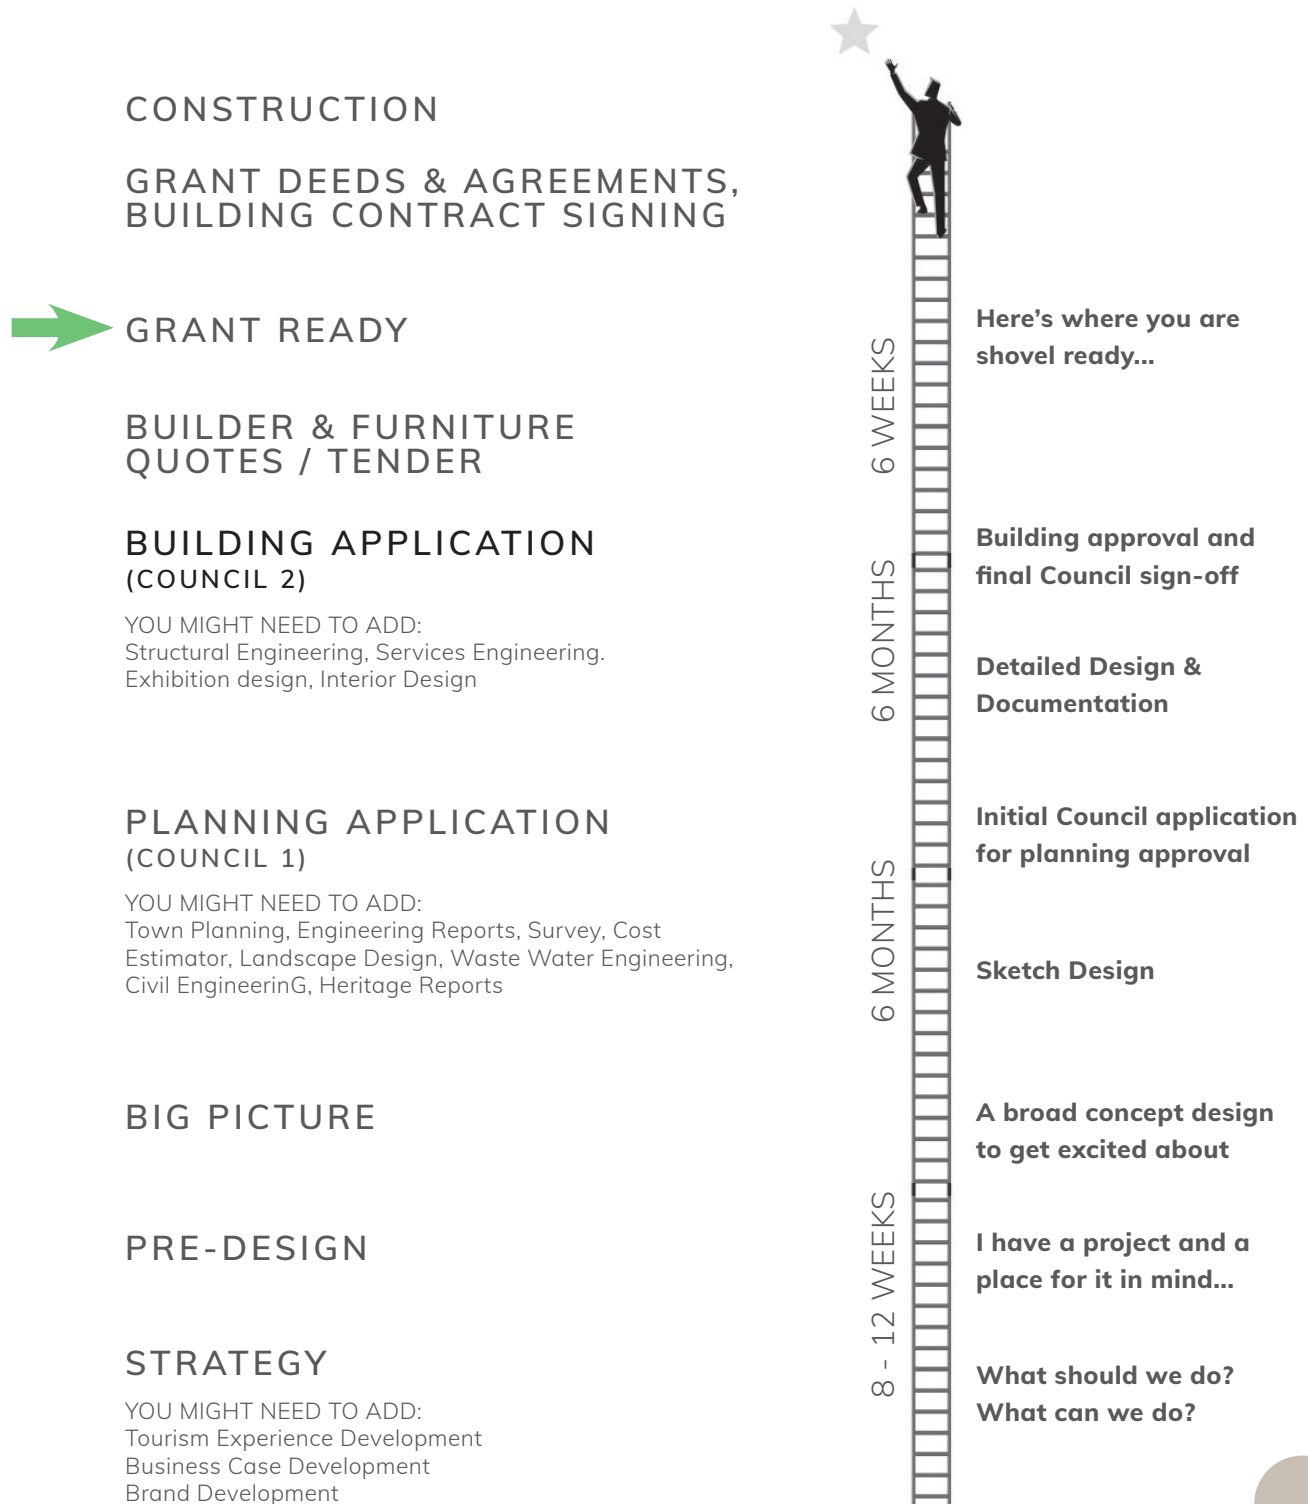 CONSTRUCTION
GRANT DEEDS & AGREEMENTS,
BUILDING CONTRACT SIGNING
GRANT READY
Here's where you are
shovel ready...
6 WEEKS
BUILDER & FURNITURE
QUOTES / TENDER
BUILDING APPLICATION
(COUNCIL 2)
YOU MIGHT NEED TO ADD:
Structural Engineering, Services Engineering.
Exhibition design, Interior Design
Building approval and
final Council sign-off
6 MONTHS
Detailed Design &
Documentation
PLANNING APPLICATION
(COUNCIL 1)
YOU MIGHT NEED TO ADD:
Town Planning, Engineering Reports, Survey, Cost
Estimator, Landscape Design, Waste Water Engineering,
Civil EngineerinG, Heritage Reports
Initial Council application
for planning approval
6 MONTHS
Sketch Design
BIG PICTURE
A broad concept design
to get excited about
PRE-DESIGN
I have a project and a
place for it in mind...
8 - 12 WEEKS
STRATEGY
YOU MIGHT NEED TO ADD:
Tourism Experience Development
Business Case Development
Brand Development
What should we do?
What can we do?